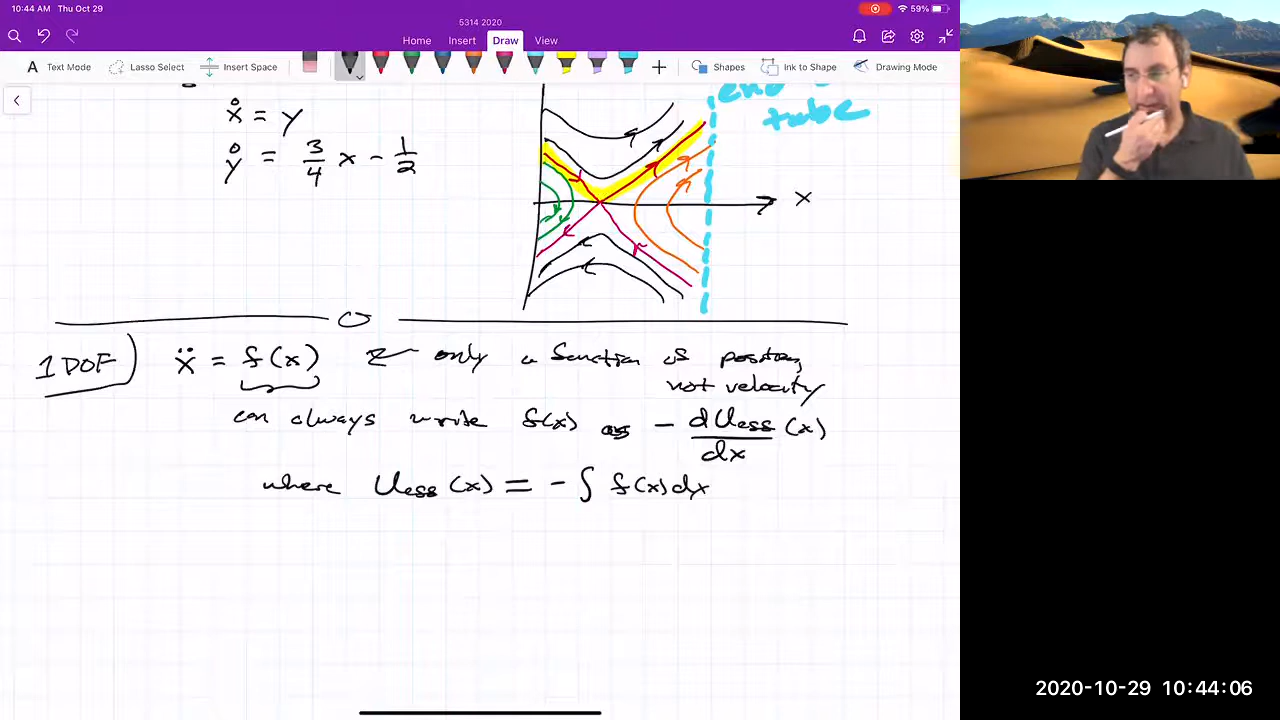 10:44 AM Thu Oct 29
59%
5314 2020
Home Insert Draw View
Text Mode Lasso Select Insert Space Shapes Ink to Shape Drawing Mode
ẋ = y
ẏ = 3/4 x - 1/2
tube
x
1 DOF) ẍ = f(x) ← only a function of position,
not velocity
can always write f(x) as - dUeff/dx (x)
where Ueff(x) = - ∫ f(x)dx
2020-10-29 10:44:06